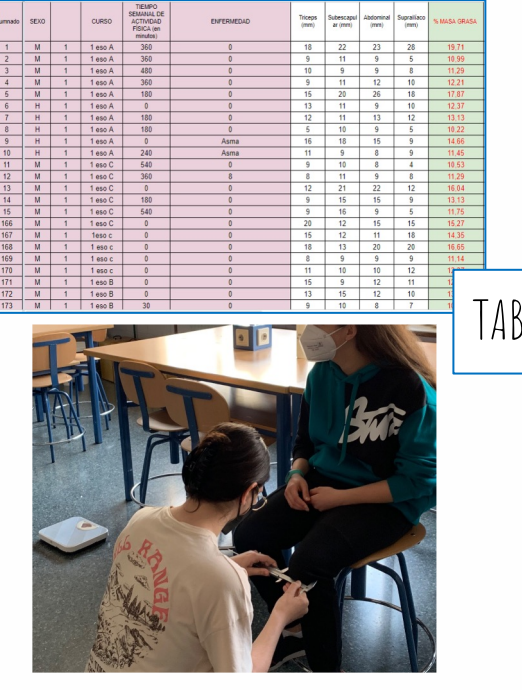 umnado SEXO CURSO TIEMPO SEMANAL DE ACTIVIDAD FÍSICA (en minutos) ENFERMEDAD Triceps (mm) Subescapular (mm) Abdominal (mm) Suprailíaco (mm) % MASA GRASA
1 M 1 1 eso A 360 0 18 22 23 28 19,71
2 M 1 1 eso A 360 0 9 11 9 5 10,99
3 M 1 1 eso A 480 0 10 9 9 8 11,29
4 M 1 1 eso A 360 0 9 11 12 10 12,21
5 M 1 1 eso A 180 0 15 20 26 18 17,87
6 H 1 1 eso A 0 0 13 11 9 10 12,37
7 H 1 1 eso A 180 0 12 11 13 12 13,13
8 H 1 1 eso A 180 0 5 10 9 5 10,22
9 H 1 1 eso A 0 Asma 16 18 15 9 14,66
10 H 1 1 eso A 240 Asma 11 9 8 9 11,45
11 M 1 1 eso C 540 0 9 10 8 4 10,53
12 M 1 1 eso C 360 8 8 11 9 8 11,29
13 M 1 1 eso C 0 0 12 21 22 12 16,04
14 M 1 1 eso C 180 0 9 15 15 9 13,13
15 M 1 1 eso C 540 0 9 16 9 5 11,75
166 M 1 1 eso C 0 0 20 12 15 15 15,27
167 M 1 1eso c 0 0 15 12 11 18 14,35
168 M 1 1 eso c 0 0 18 13 20 20 16,65
169 M 1 1 eso c 0 0 8 9 9 9 11,14
170 M 1 1 eso c 0 0 11 10 10 12
171 M 1 1 eso B 0 0 15 9 12 11
172 M 1 1 eso B 0 0 13 15 12 10
173 M 1 1 eso B 30 0 9 10 8 7
TAB
RANGE